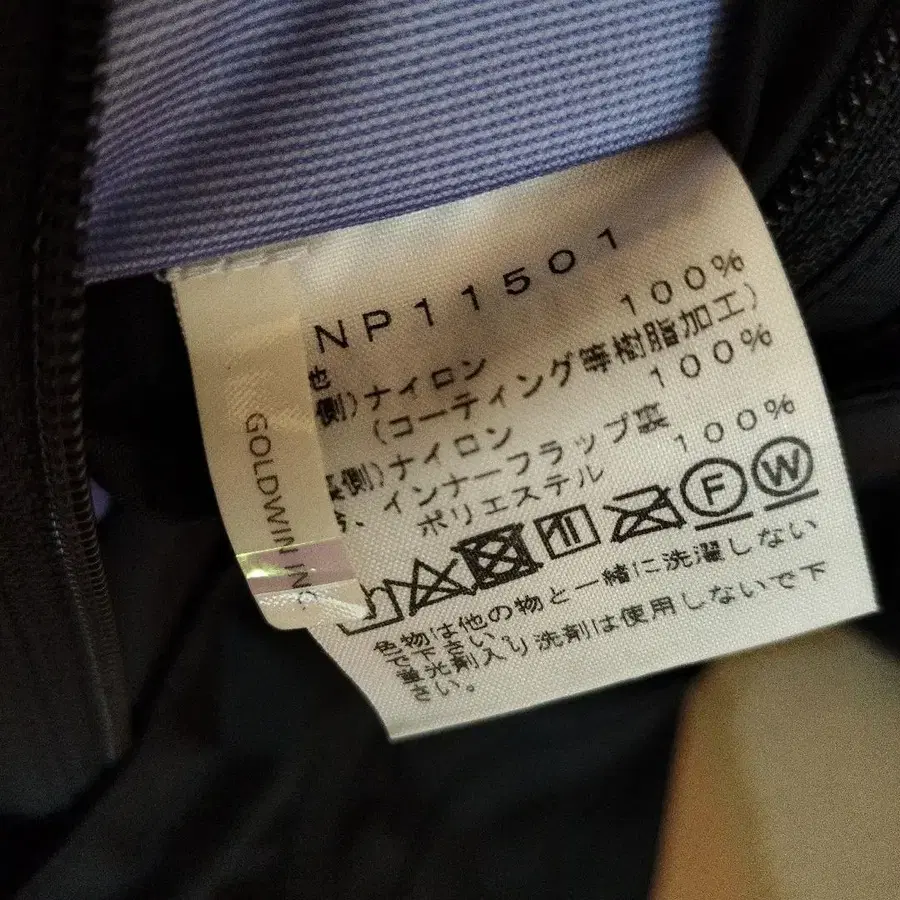 NP11501
側)ナイロン 100%
(コーティング等樹脂加工)
側)ナイロン 100%
、インナーフラップ裏
ポリエステル 100%
F W
色物は他の物と一緒に洗濯しない
で下さい。
蛍光剤入り洗剤は使用しないで下
さい。
GOLDWIN INC.